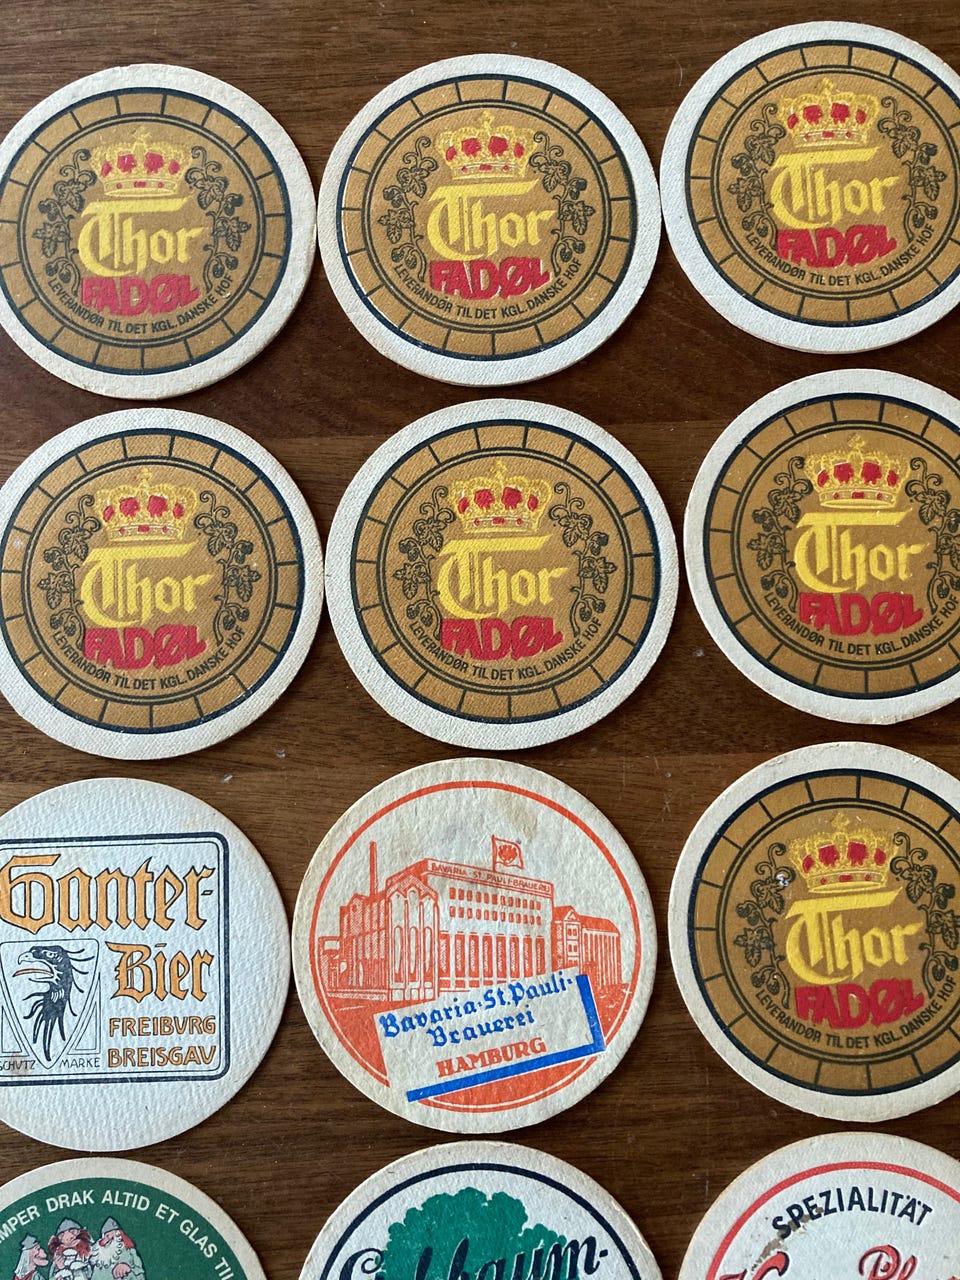 Thor
FADØL
LEVERANDØR TIL DET KGL. DANSKE HOF
Thor
FADØL
LEVERANDØR TIL DET KGL. DANSKE HOF
Thor
FADØL
LEVERANDØR TIL DET KGL. DANSKE HOF
Thor
FADØL
LEVERANDØR TIL DET KGL. DANSKE HOF
Thor
FADØL
LEVERANDØR TIL DET KGL. DANSKE HOF
Thor
FADØL
LEVERANDØR TIL DET KGL. DANSKE HOF
Ganter-
Bier
FREIBVRG
BREISGAV
SCHVTZ MARKE
BAVARIA-ST. PAULI-BRAUEREI
Bavaria-St. Pauli-
Brauerei
HAMBURG
Thor
FADØL
LEVERANDØR TIL DET KGL. DANSKE HOF
DRAK ALTID ET GLAS
SPEZIALITÄT